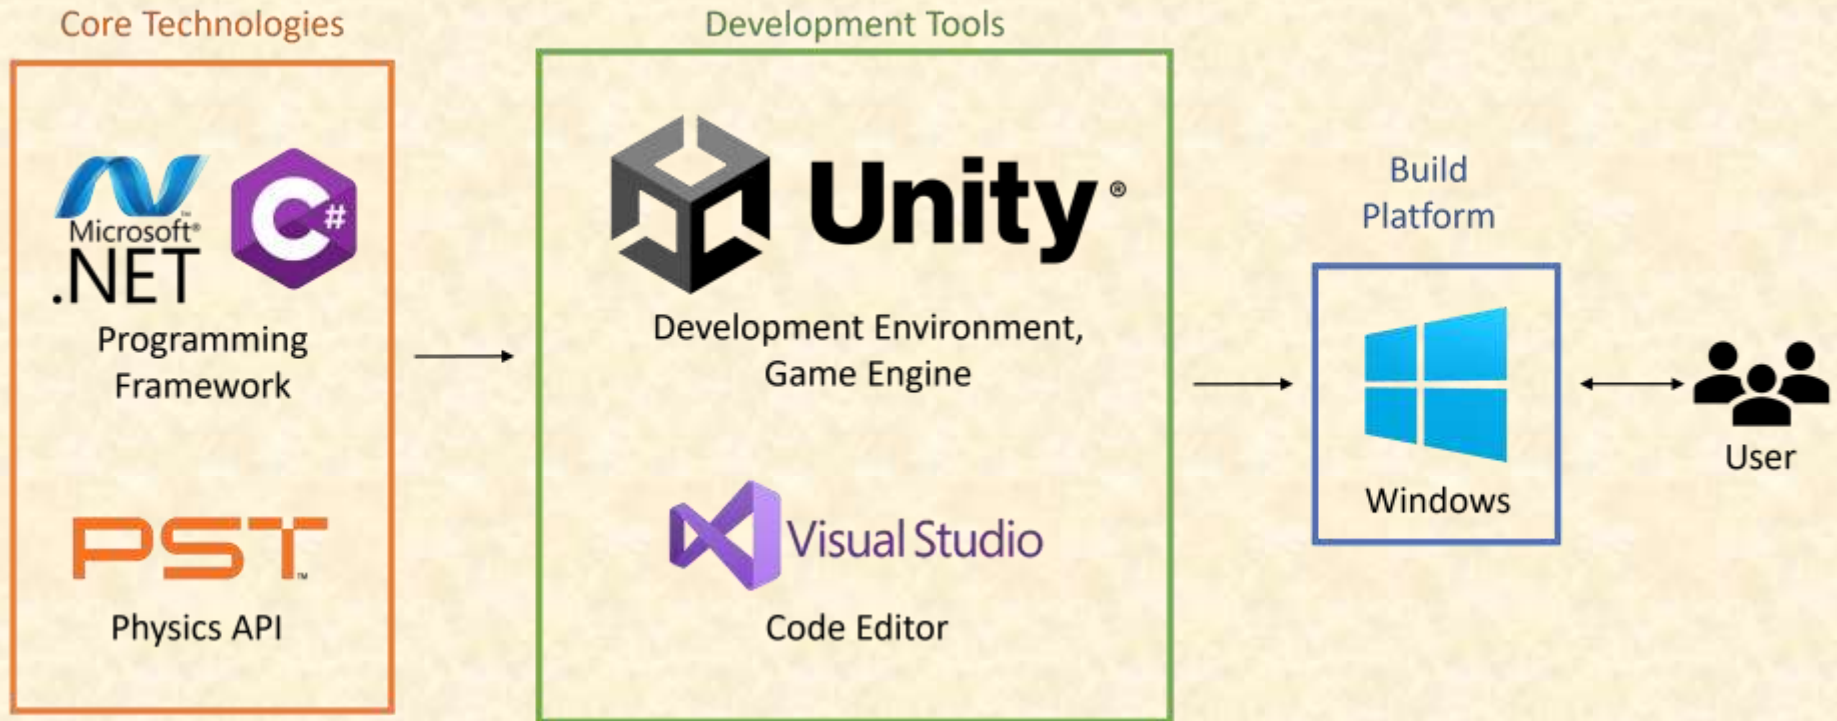 Core Technologies
Microsoft®
.NET
C#
Programming
Framework
PST™
Physics API
Development Tools
Unity®
Development Environment,
Game Engine
Visual Studio
Code Editor
Build
Platform
Windows
User